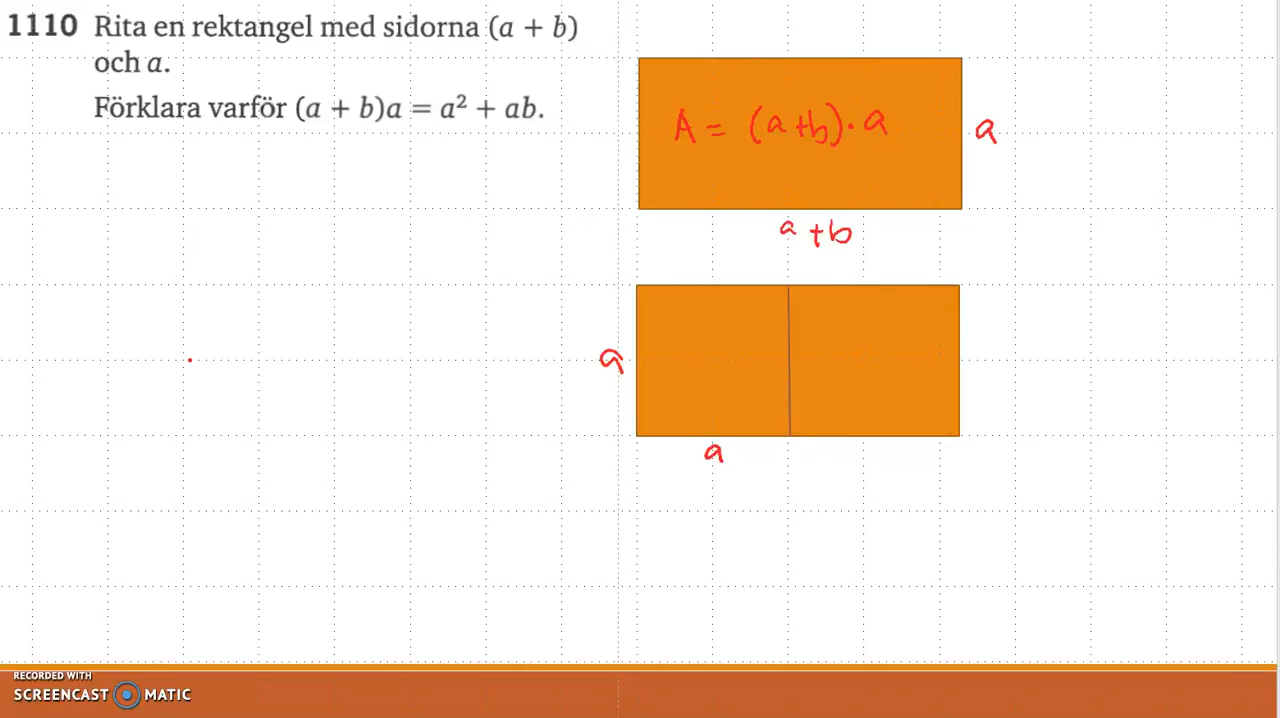 1110 Rita en rektangel med sidorna (a + b)
och a.
Förklara varför (a + b)a = a² + ab.
A = (a+b)·a
a
a+b
a
a
RECORDED WITH
SCREENCAST MATIC